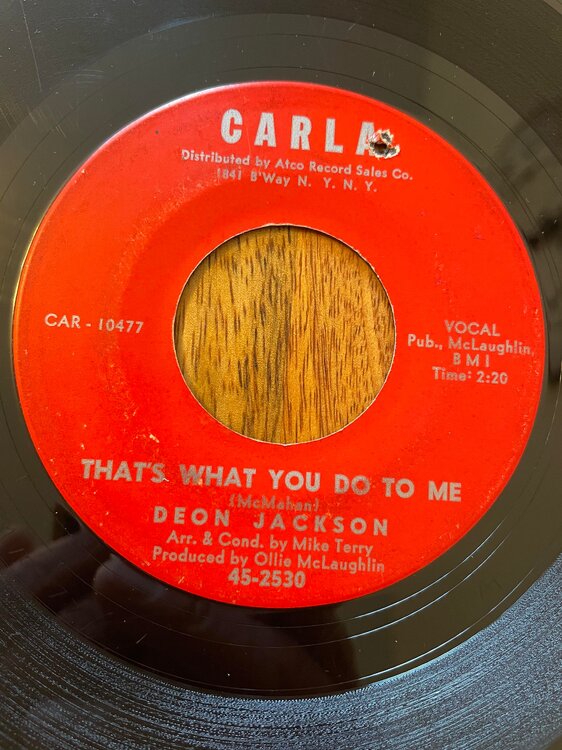 CARLA
Distributed by Atco Record Sales Co.
1841 B'Way N. Y. N. Y.
CAR - 10477
VOCAL
Pub., McLaughlin,
BMI
Time: 2:20
THAT'S WHAT YOU DO TO ME
(McMahan)
DEON JACKSON
Arr. & Cond. by Mike Terry
Produced by Ollie McLaughlin
45-2530